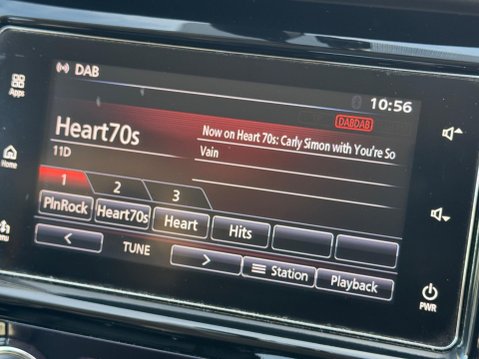 DAB
10:56
Apps
DABDAB
Heart70s
Now on Heart 70s: Carly Simon with You're So
Vain
11D
Home
1 2 3
PlnRock Heart70s Heart Hits
< TUNE > Station Playback
PWR